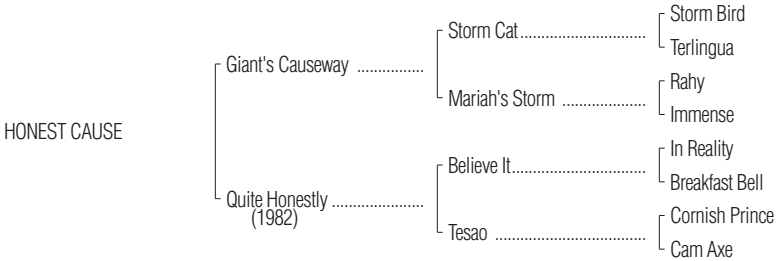 Storm Bird
Storm Cat..............................
Terlingua
Giant's Causeway ................
Rahy
Mariah's Storm ....................
Immense
HONEST CAUSE
In Reality
Believe It................................
Breakfast Bell
Quite Honestly ......................
(1982)
Cornish Prince
Tesao ....................................
Cam Axe